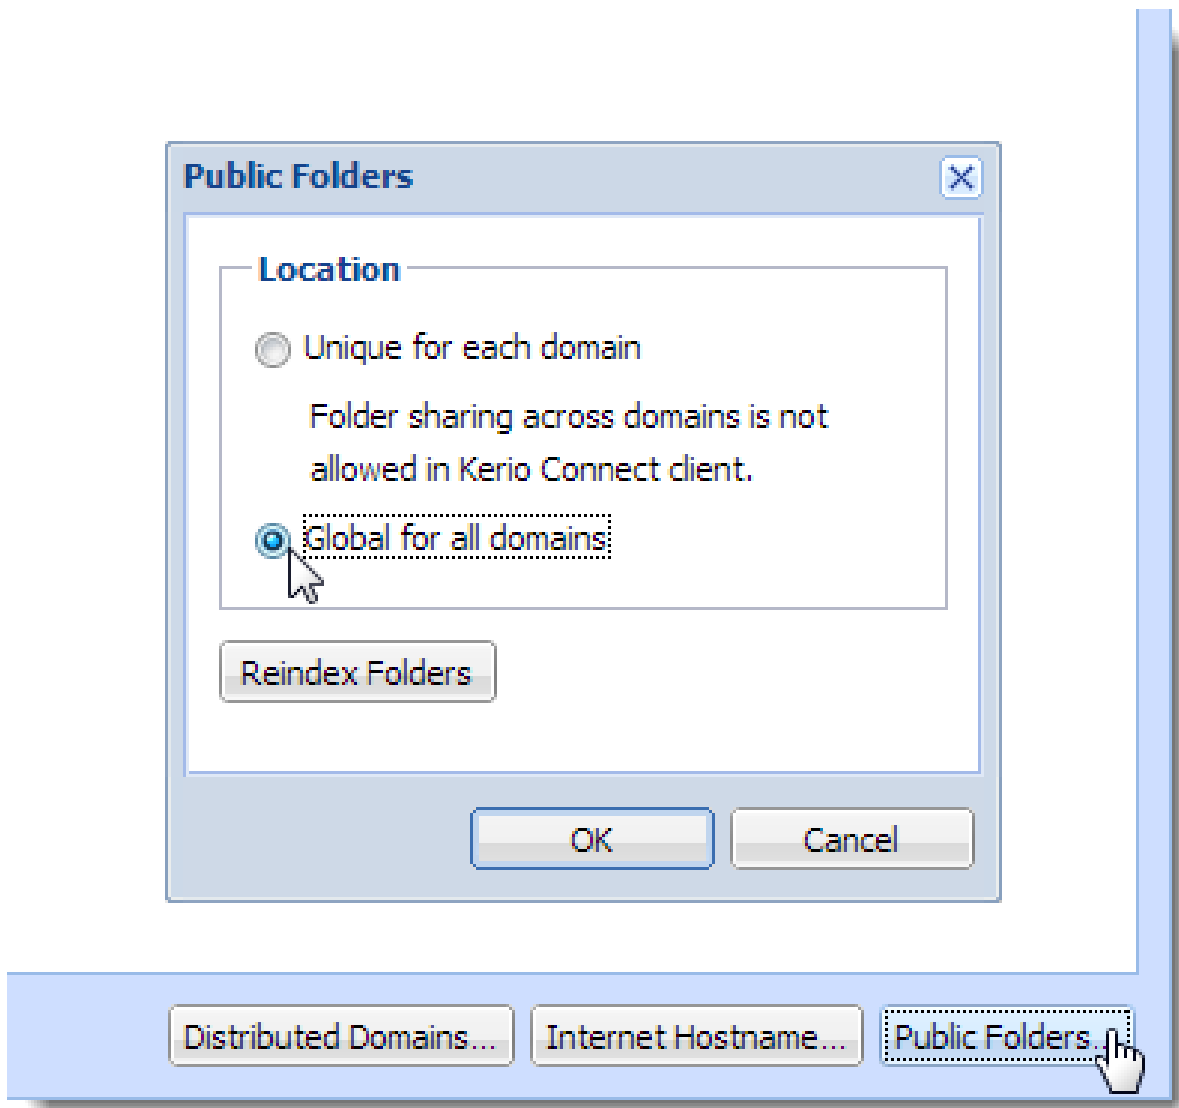 Public Folders
Location
Unique for each domain
Folder sharing across domains is not
allowed in Kerio Connect client.
Global for all domains
Reindex Folders
OK
Cancel
Distributed Domains...
Internet Hostname...
Public Folders...